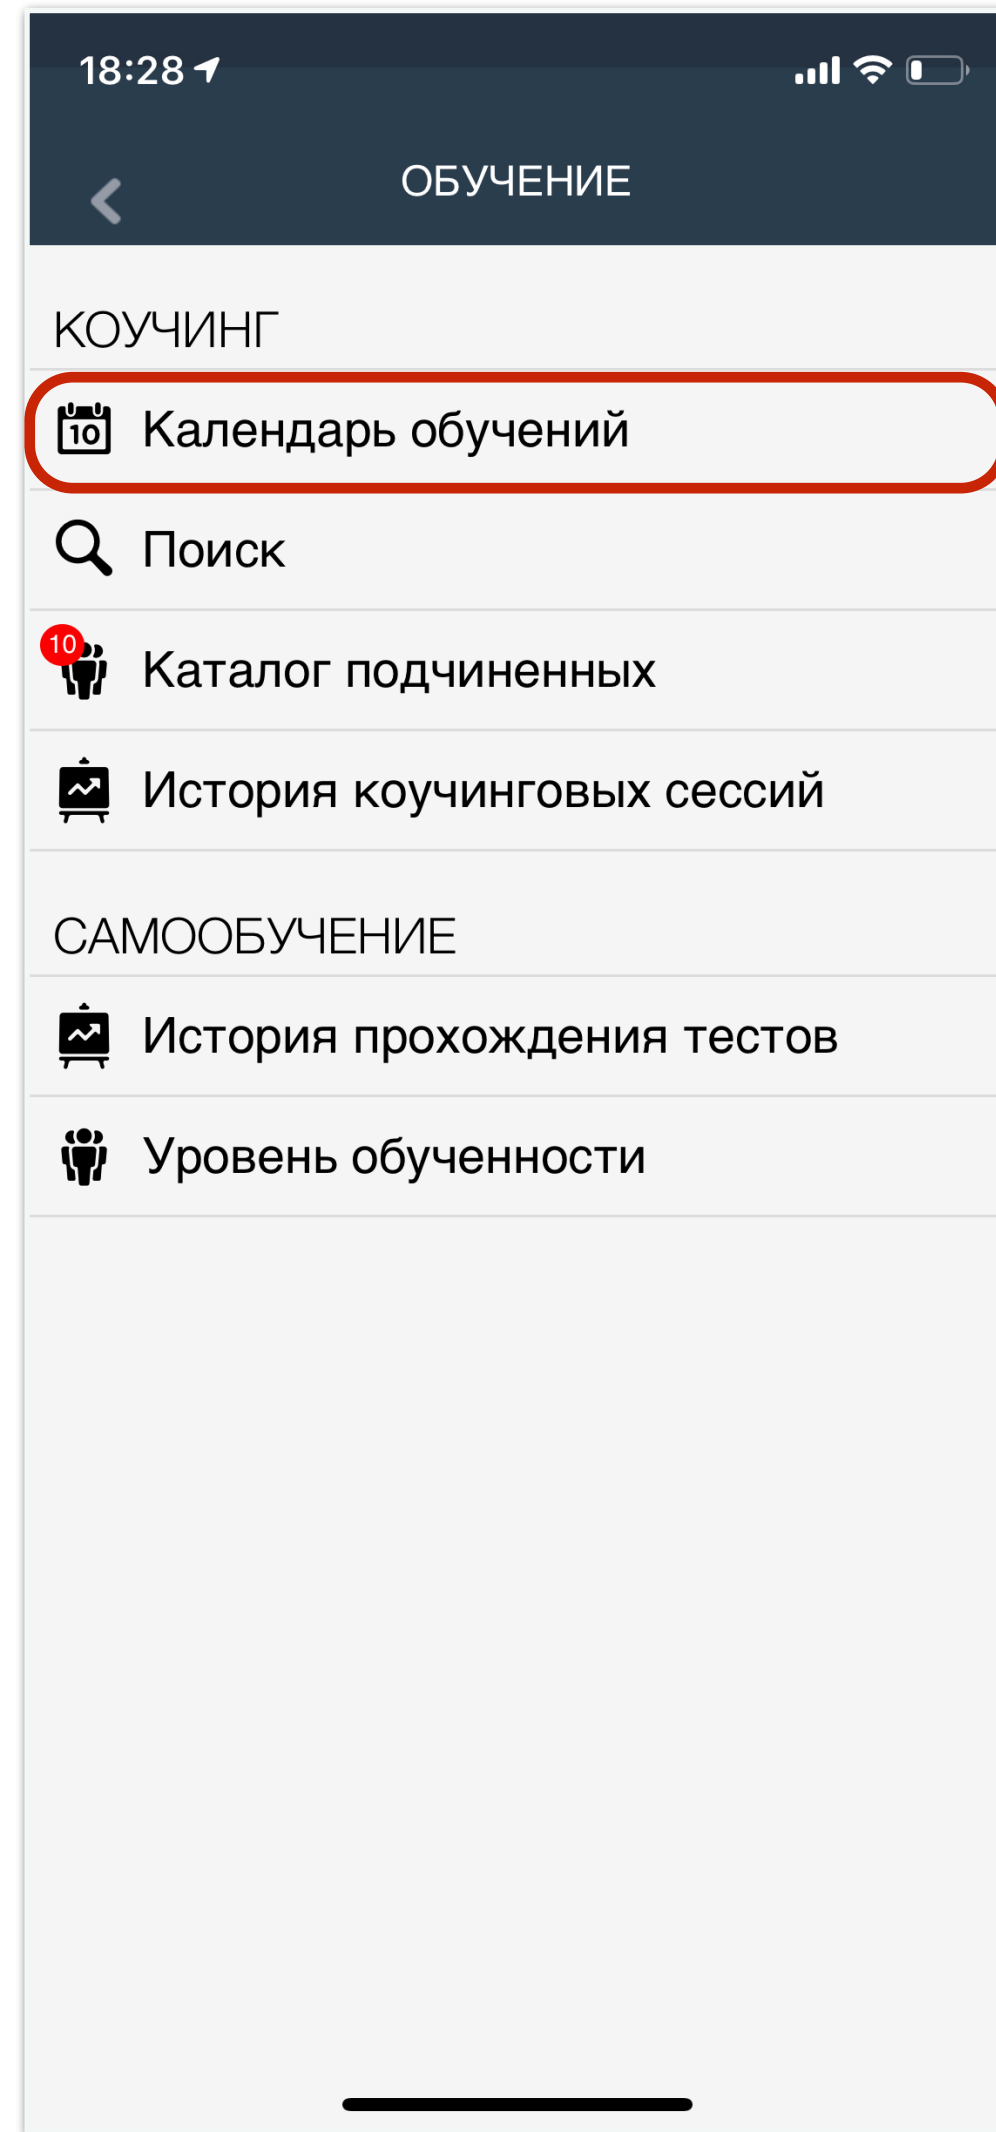 18:28
ОБУЧЕНИЕ
КОУЧИНГ
10 Календарь обучений
Поиск
10 Каталог подчиненных
История коучинговых сессий
САМООБУЧЕНИЕ
История прохождения тестов
Уровень обученности